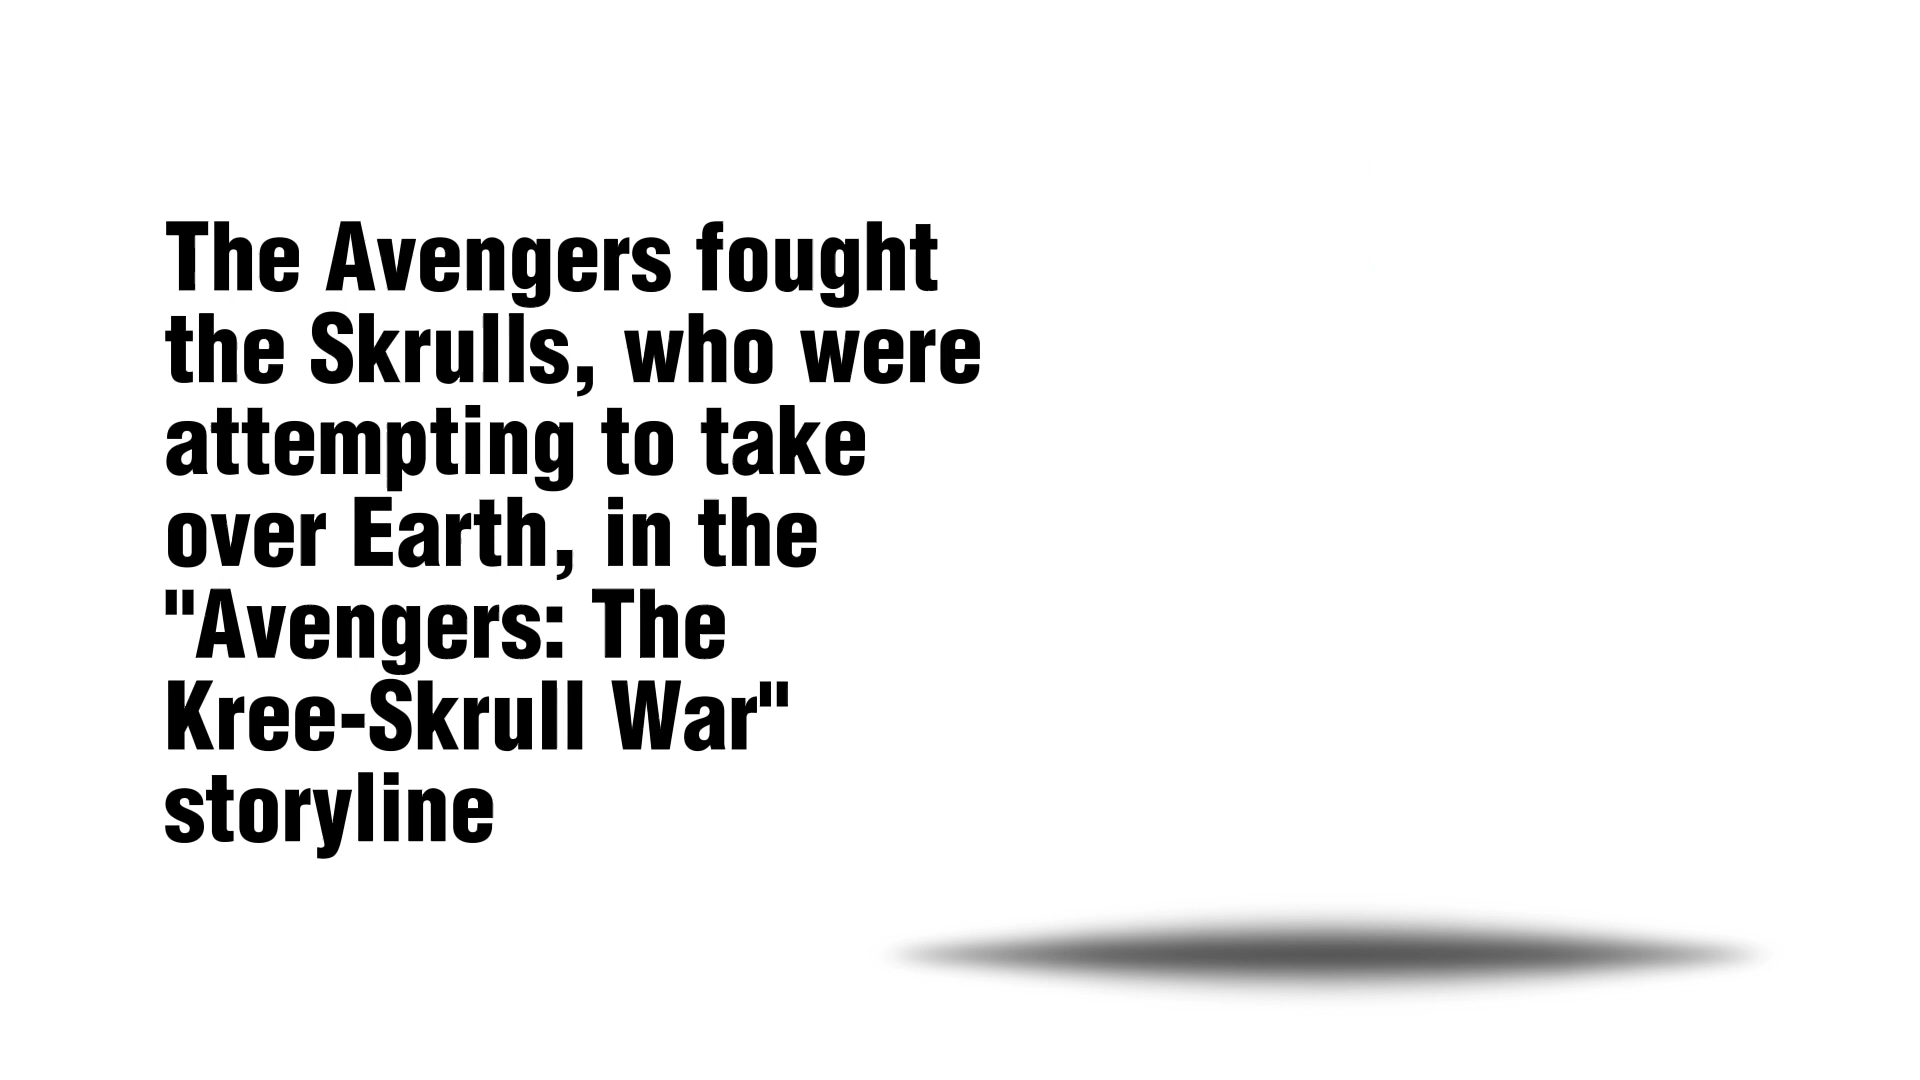 The Avengers fought
the Skrulls, who were
attempting to take
over Earth, in the
"Avengers: The
Kree-Skrull War"
storyline